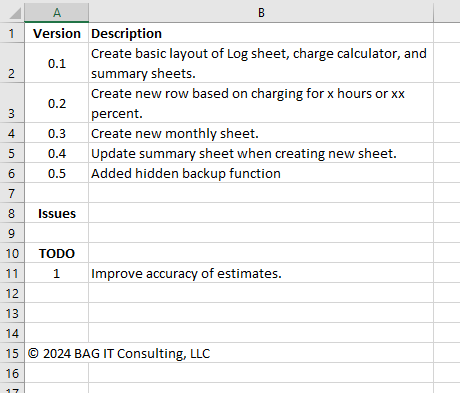 A B
1 Version Description
2 0.1 Create basic layout of Log sheet, charge calculator, and
summary sheets.
3 0.2 Create new row based on charging for x hours or xx
percent.
4 0.3 Create new monthly sheet.
5 0.4 Update summary sheet when creating new sheet.
6 0.5 Added hidden backup function
7
8 Issues
9
10 TODO
11 1 Improve accuracy of estimates.
12
13
14
15 © 2024 BAG IT Consulting, LLC
16
17